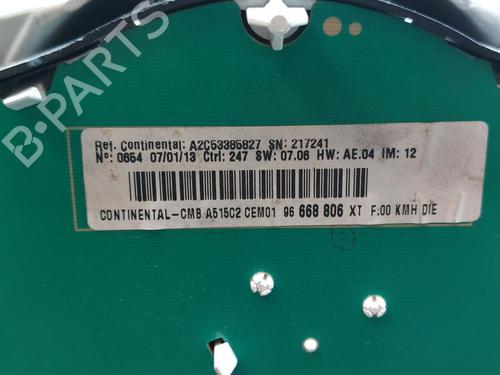 B-PARTS
Ref. Continental: A2C53385827 SN: 217241
Nº: 0654 07/01/13 Ctrl: 247 SW: 07.06 HW: AE.04 IM: 12
CONTINENTAL-CMB A515C2 CEM01 96 668 806 XT F.00 KMH DIE